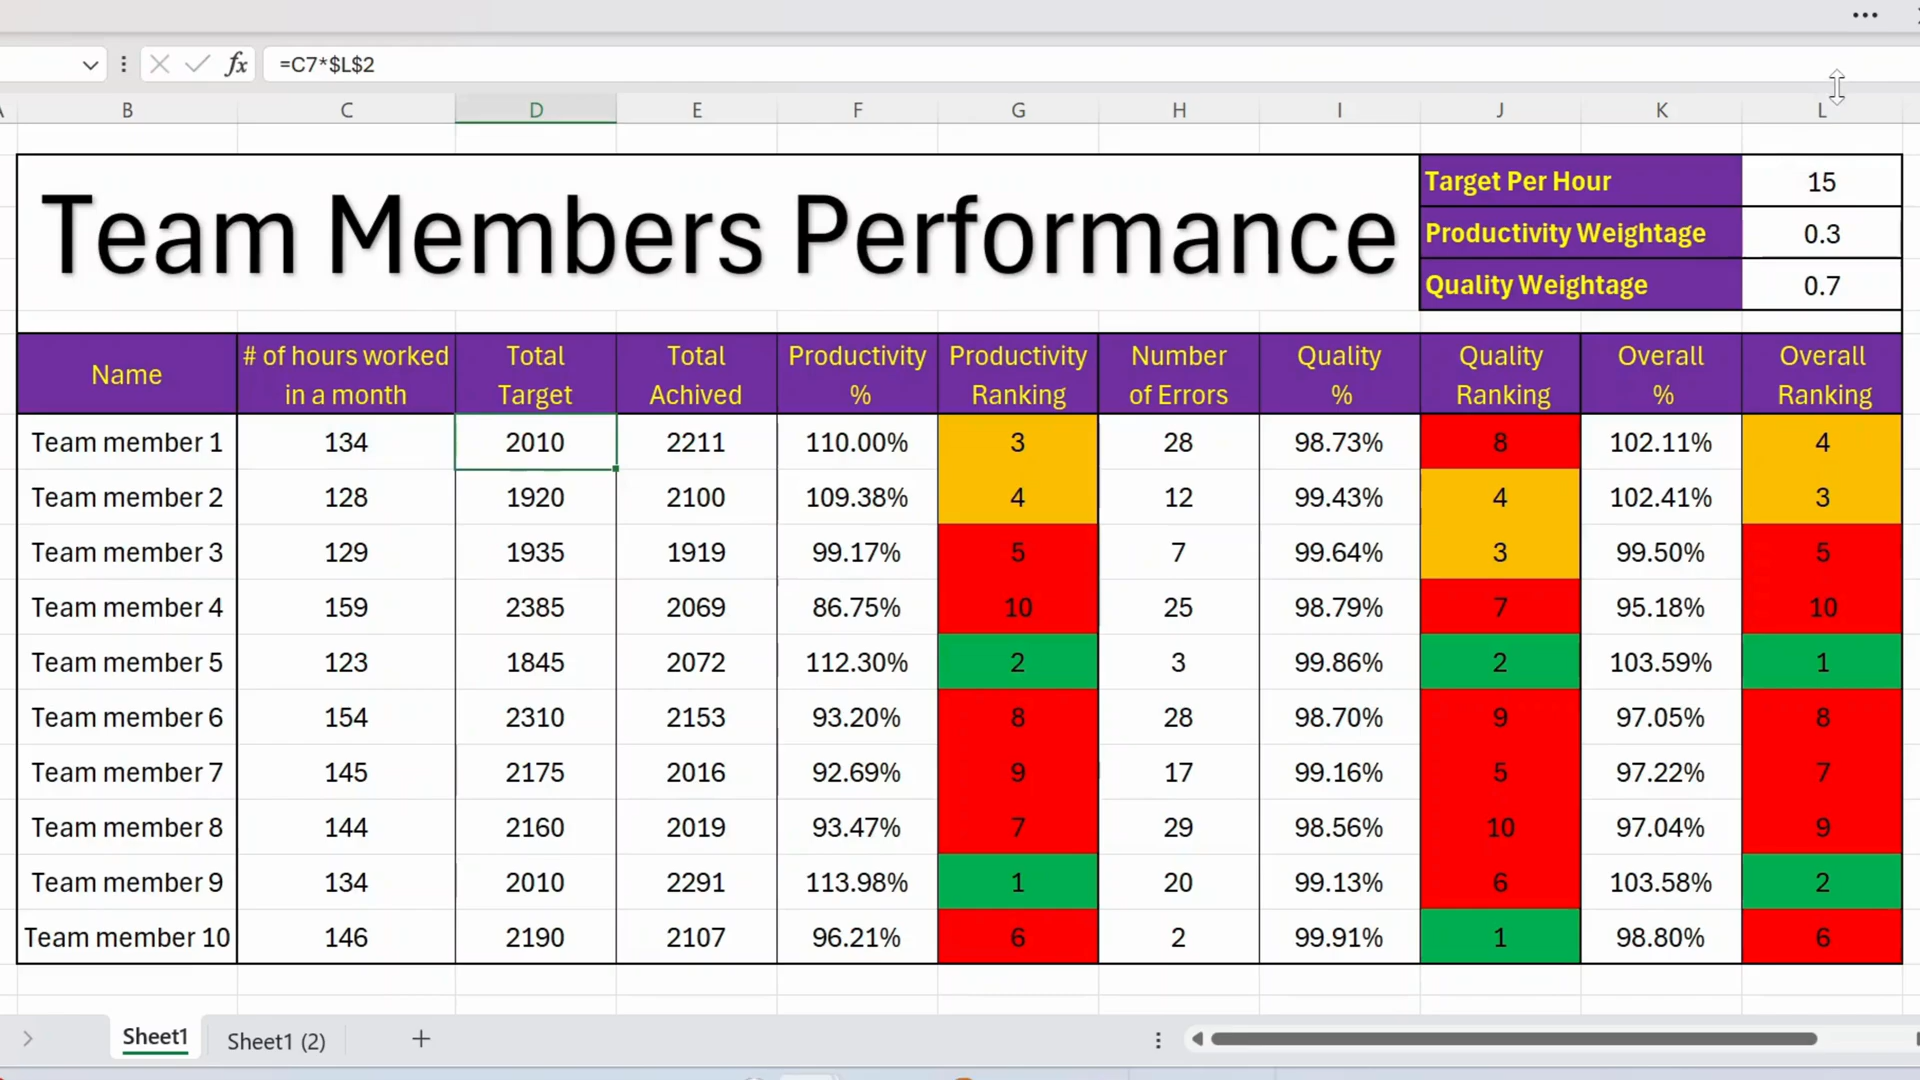 fx =C7*$L$2
B C D E F G H I J K L
Team Members Performance
Target Per Hour 15
Productivity Weightage 0.3
Quality Weightage 0.7
Name # of hours worked in a month Total Target Total Achived Productivity % Productivity Ranking Number of Errors Quality % Quality Ranking Overall % Overall Ranking
Team member 1 134 2010 2211 110.00% 3 28 98.73% 8 102.11% 4
Team member 2 128 1920 2100 109.38% 4 12 99.43% 4 102.41% 3
Team member 3 129 1935 1919 99.17% 5 7 99.64% 3 99.50% 5
Team member 4 159 2385 2069 86.75% 10 25 98.79% 7 95.18% 10
Team member 5 123 1845 2072 112.30% 2 3 99.86% 2 103.59% 1
Team member 6 154 2310 2153 93.20% 8 28 98.70% 9 97.05% 8
Team member 7 145 2175 2016 92.69% 9 17 99.16% 5 97.22% 7
Team member 8 144 2160 2019 93.47% 7 29 98.56% 10 97.04% 9
Team member 9 134 2010 2291 113.98% 1 20 99.13% 6 103.58% 2
Team member 10 146 2190 2107 96.21% 6 2 99.91% 1 98.80% 6
Sheet1 Sheet1 (2)